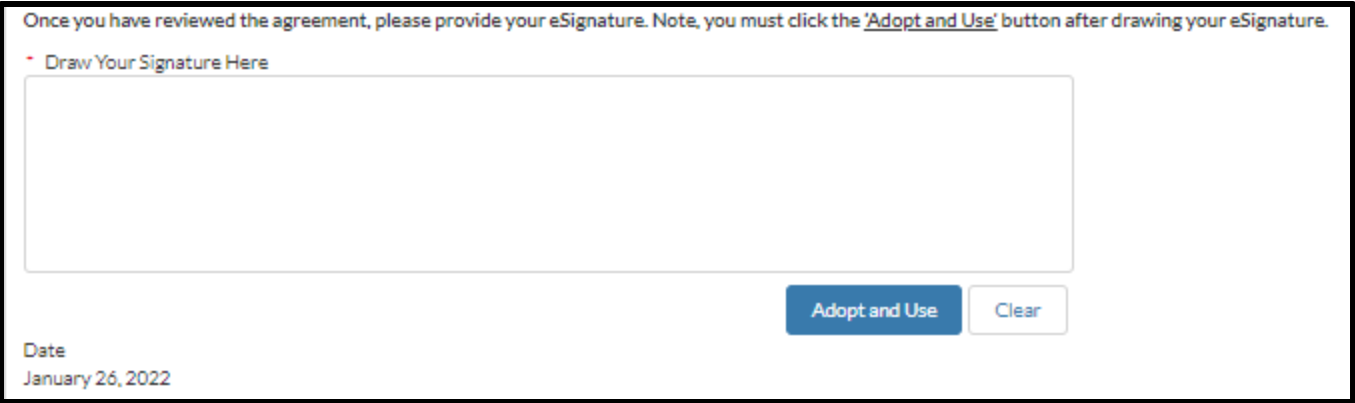 Once you have reviewed the agreement, please provide your eSignature. Note, you must click the 'Adopt and Use' button after drawing your eSignature.
* Draw Your Signature Here
Adopt and Use Clear
Date
January 26, 2022